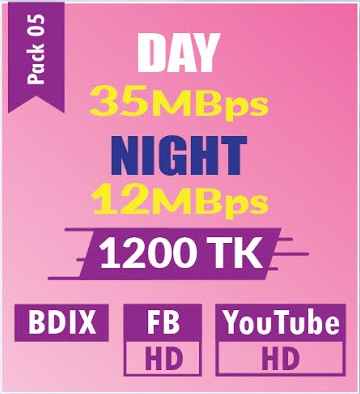 Pack 05
DAY
35MBps
NIGHT
12MBps
1200 TK
BDIX FB YouTube
HD HD